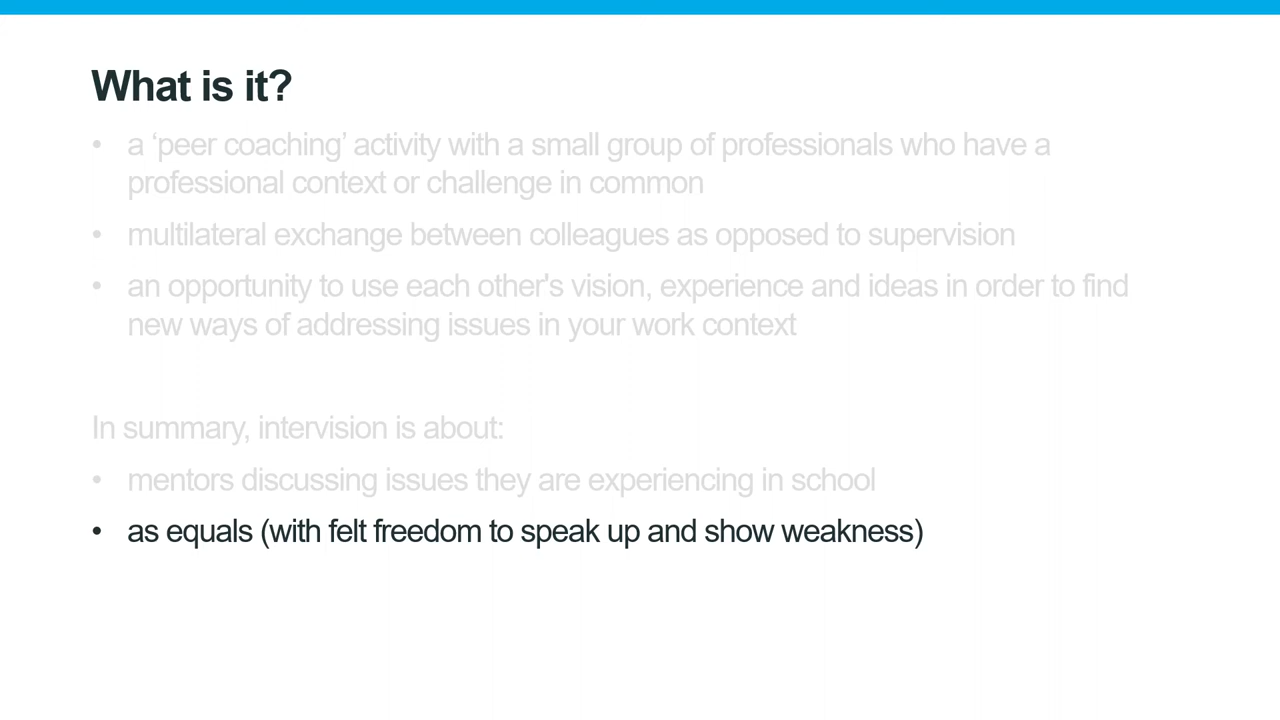 What is it?
• a ‘peer coaching’ activity with a small group of professionals who have a
professional context or challenge in common
• multilateral exchange between colleagues as opposed to supervision
• an opportunity to use each other's vision, experience and ideas in order to find
new ways of addressing issues in your work context
In summary, intervision is about:
• mentors discussing issues they are experiencing in school
• as equals (with felt freedom to speak up and show weakness)